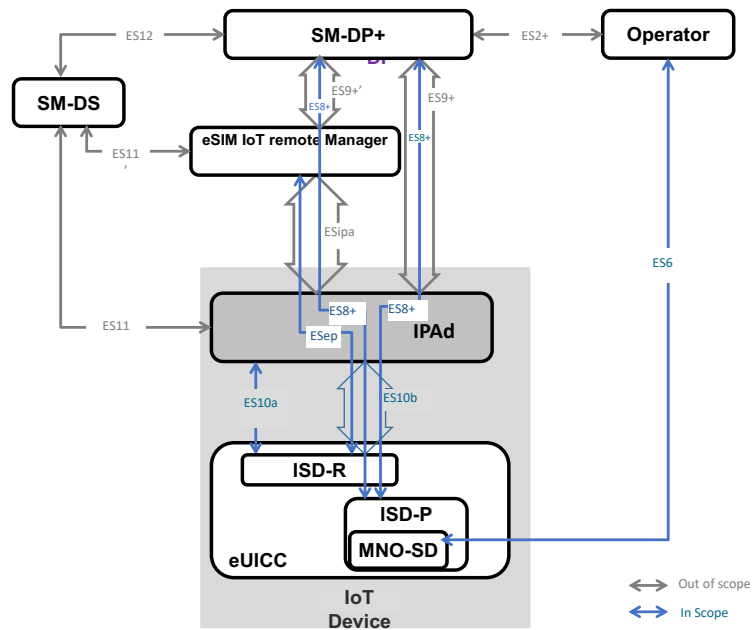 SM-DP+
DP
ES12
ES2+
Operator
SM-DS
ES9+'
ES9+
ES8+
ES8+
eSIM IoT remote Manager
ES11
'
ESipa
ES6
ES8+
ES8+
ES11
ESep
IPAd
ES10a
ES10b
ISD-R
ISD-P
MNO-SD
eUICC
IoT
Device
Out of scope
In Scope